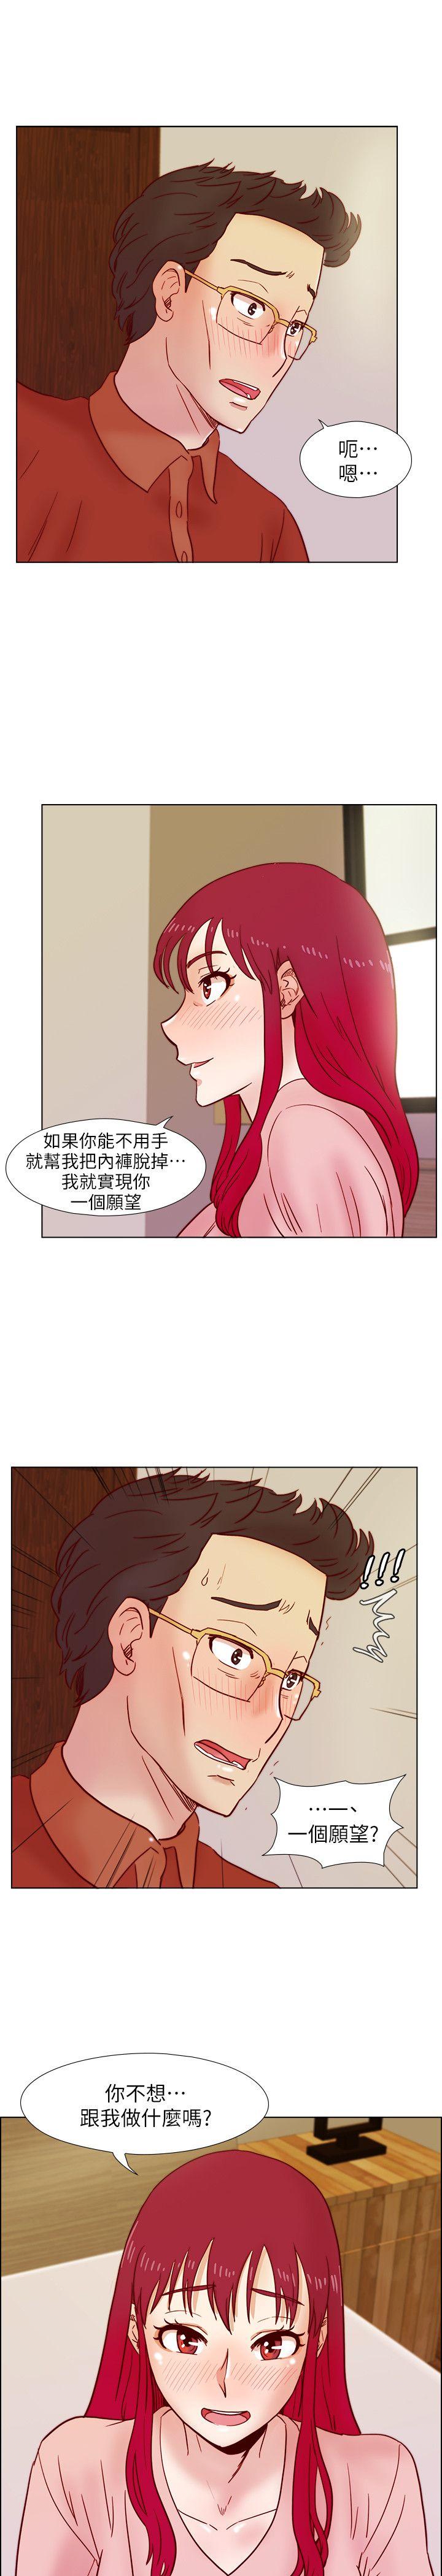 呃…
嗯…
如果你能不用手
就幫我把內褲脫掉…
我就實現你
一個願望
!!!
…一、
一個願望?
你不想…
跟我做什麼嗎?